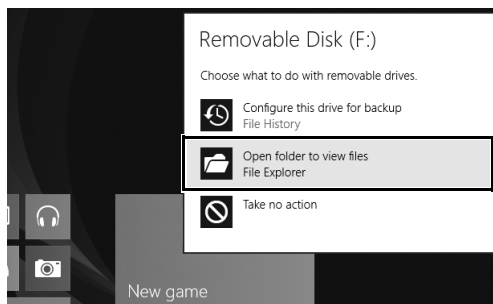 Removable Disk (F:)
Choose what to do with removable drives.
Configure this drive for backup
File History
Open folder to view files
File Explorer
Take no action
New game